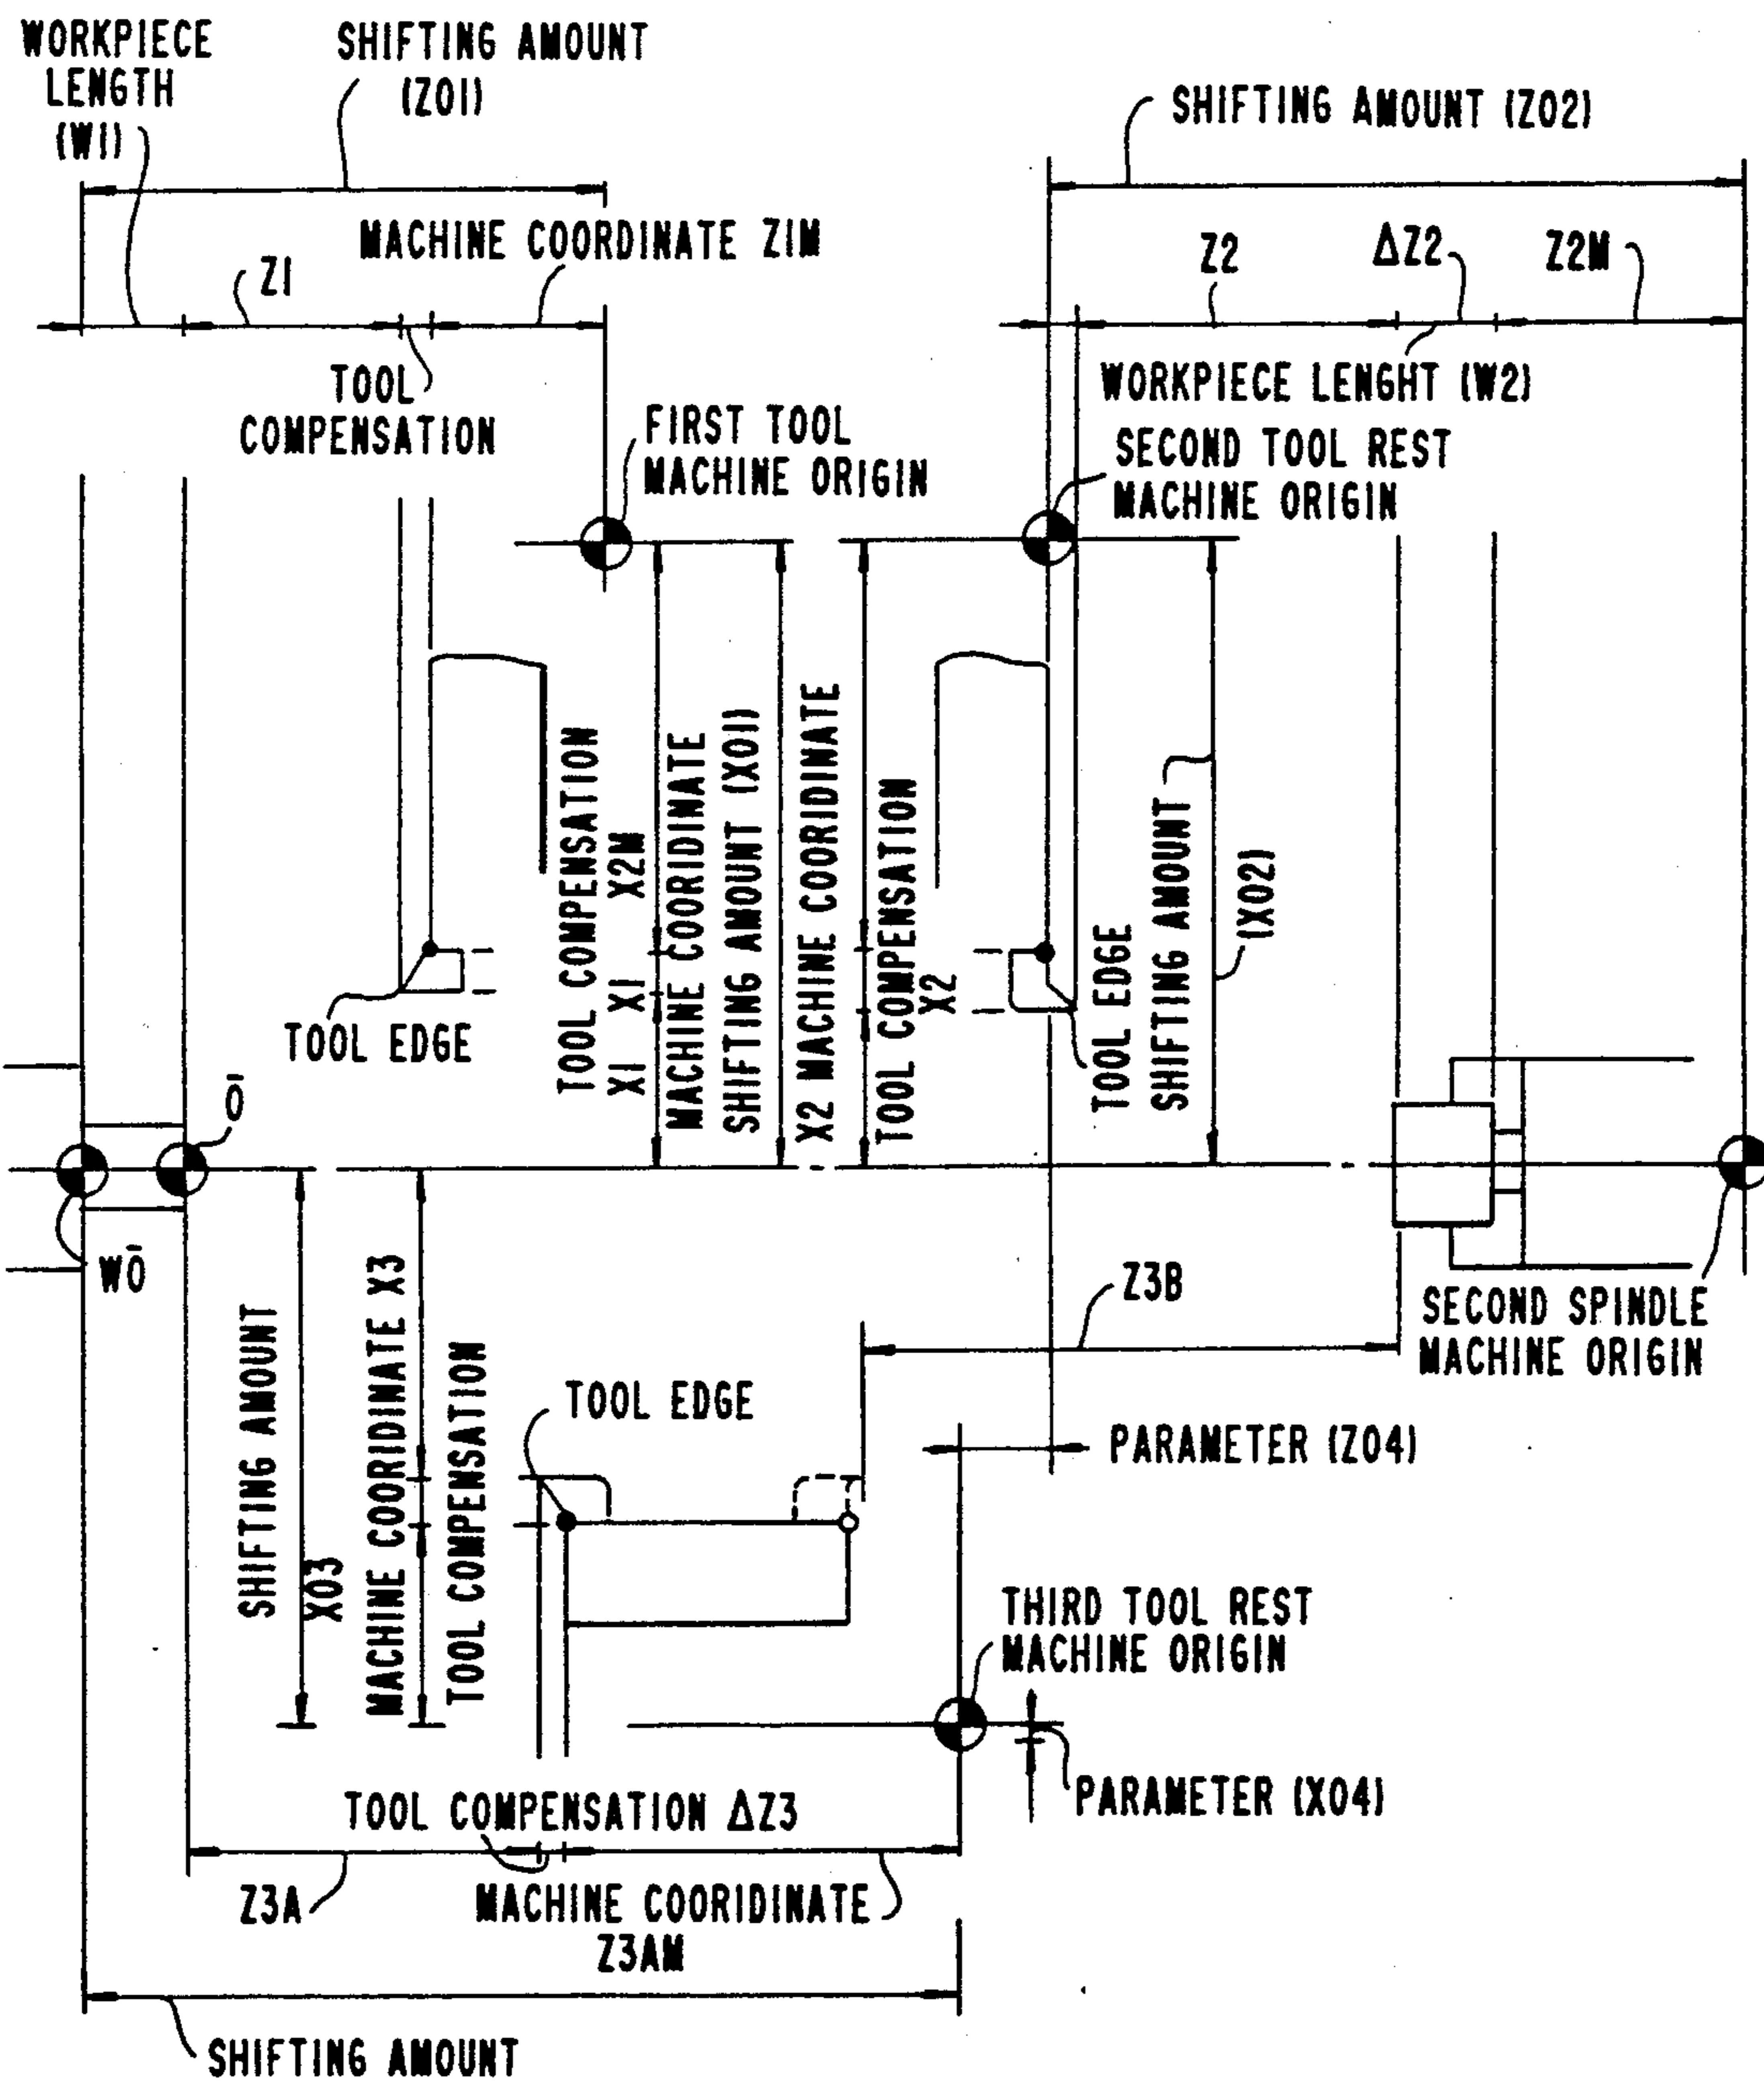 WORKPIECE
LENGTH
(W1)
SHIFTING AMOUNT
(Z01)
SHIFTING AMOUNT (Z02)
MACHINE COORDINATE Z1M
Z1
Z2
ΔZ2
Z2M
TOOL
COMPENSATION
WORKPIECE LENGHT (W2)
FIRST TOOL
MACHINE ORIGIN
SECOND TOOL REST
MACHINE ORIGIN
TOOL COMPENSATION
X1 X1 X2M
MACHINE COORIDINATE
SHIFTING AMOUNT (X01)
X2 MACHINE COORIDINATE
TOOL COMPENSATION
X2
TOOL EDGE
SHIFTING AMOUNT
(X02)
TOOL EDGE
Ō
WŌ
SHIFTING AMOUNT
X03
MACHINE COORIDINATE X3
TOOL COMPENSATION
Z3B
SECOND SPINDLE
MACHINE ORIGIN
TOOL EDGE
PARAMETER (Z04)
THIRD TOOL REST
MACHINE ORIGIN
PARAMETER (X04)
TOOL COMPENSATION ΔZ3
Z3A
MACHINE COORIDINATE
Z3AM
SHIFTING AMOUNT